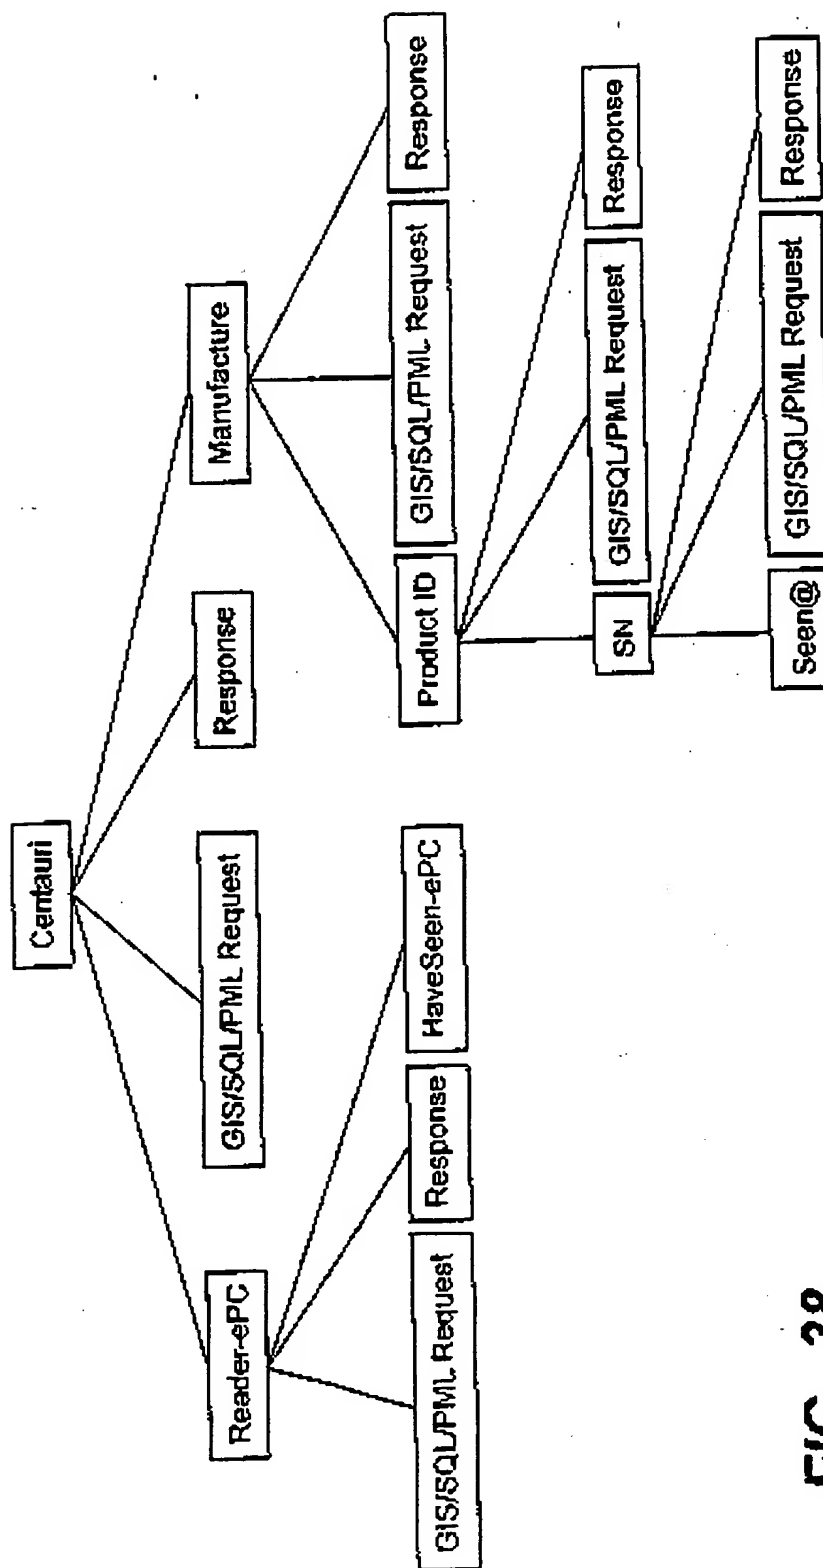 Centauri
Reader-ePC
GIS/SQL/PML Request
Response
Manufacture
GIS/SQL/PML Request
Response
HaveSeen-ePC
Product ID
GIS/SQL/PML Request
Response
SN
GIS/SQL/PML Request
Response
Seen@
GIS/SQL/PML Request
Response
FIG